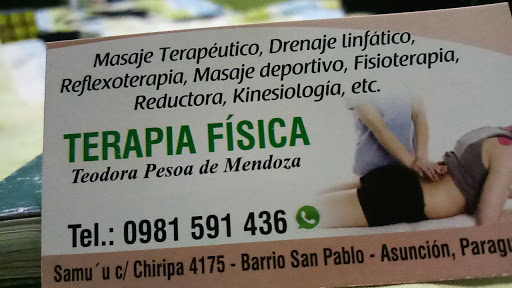 Masaje Terapéutico, Drenaje linfático,
Reflexoterapia, Masaje deportivo, Fisioterapia,
Reductora, Kinesiología, etc.
TERAPIA FÍSICA
Teodora Pesoa de Mendoza
Tel.: 0981 591 436
Samu´u c/ Chiripa 4175 - Barrio San Pablo - Asunción, Paragu